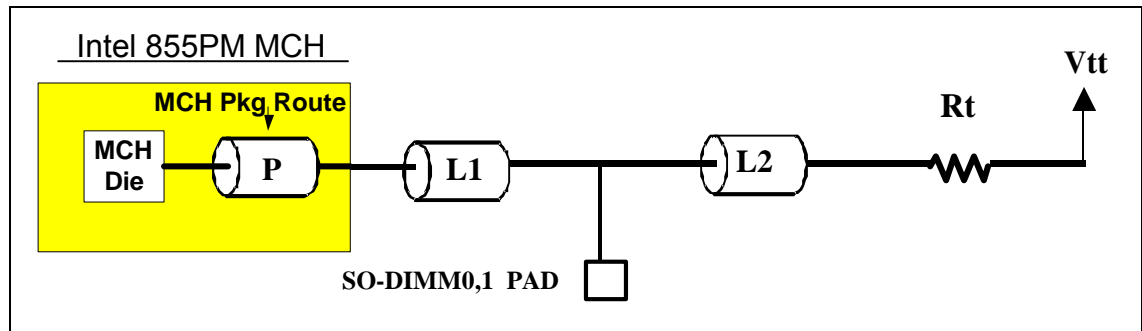 Intel 855PM MCH
MCH Pkg Route
MCH
Die
P
L1
L2
Rt
Vtt
SO-DIMM0,1 PAD